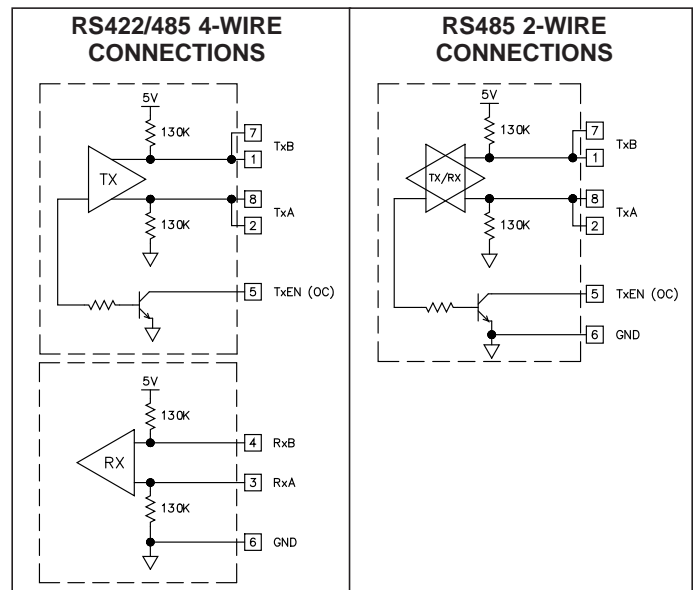 RS422/485 4-WIRE
CONNECTIONS
5V
130K
7
TxB
1
TX
8
TxA
130K
2
5
TxEN (OC)
5V
130K
4
RxB
RX
3
RxA
130K
6
GND
RS485 2-WIRE
CONNECTIONS
5V
130K
7
TxB
1
TX/RX
8
TxA
130K
2
5
TxEN (OC)
6
GND